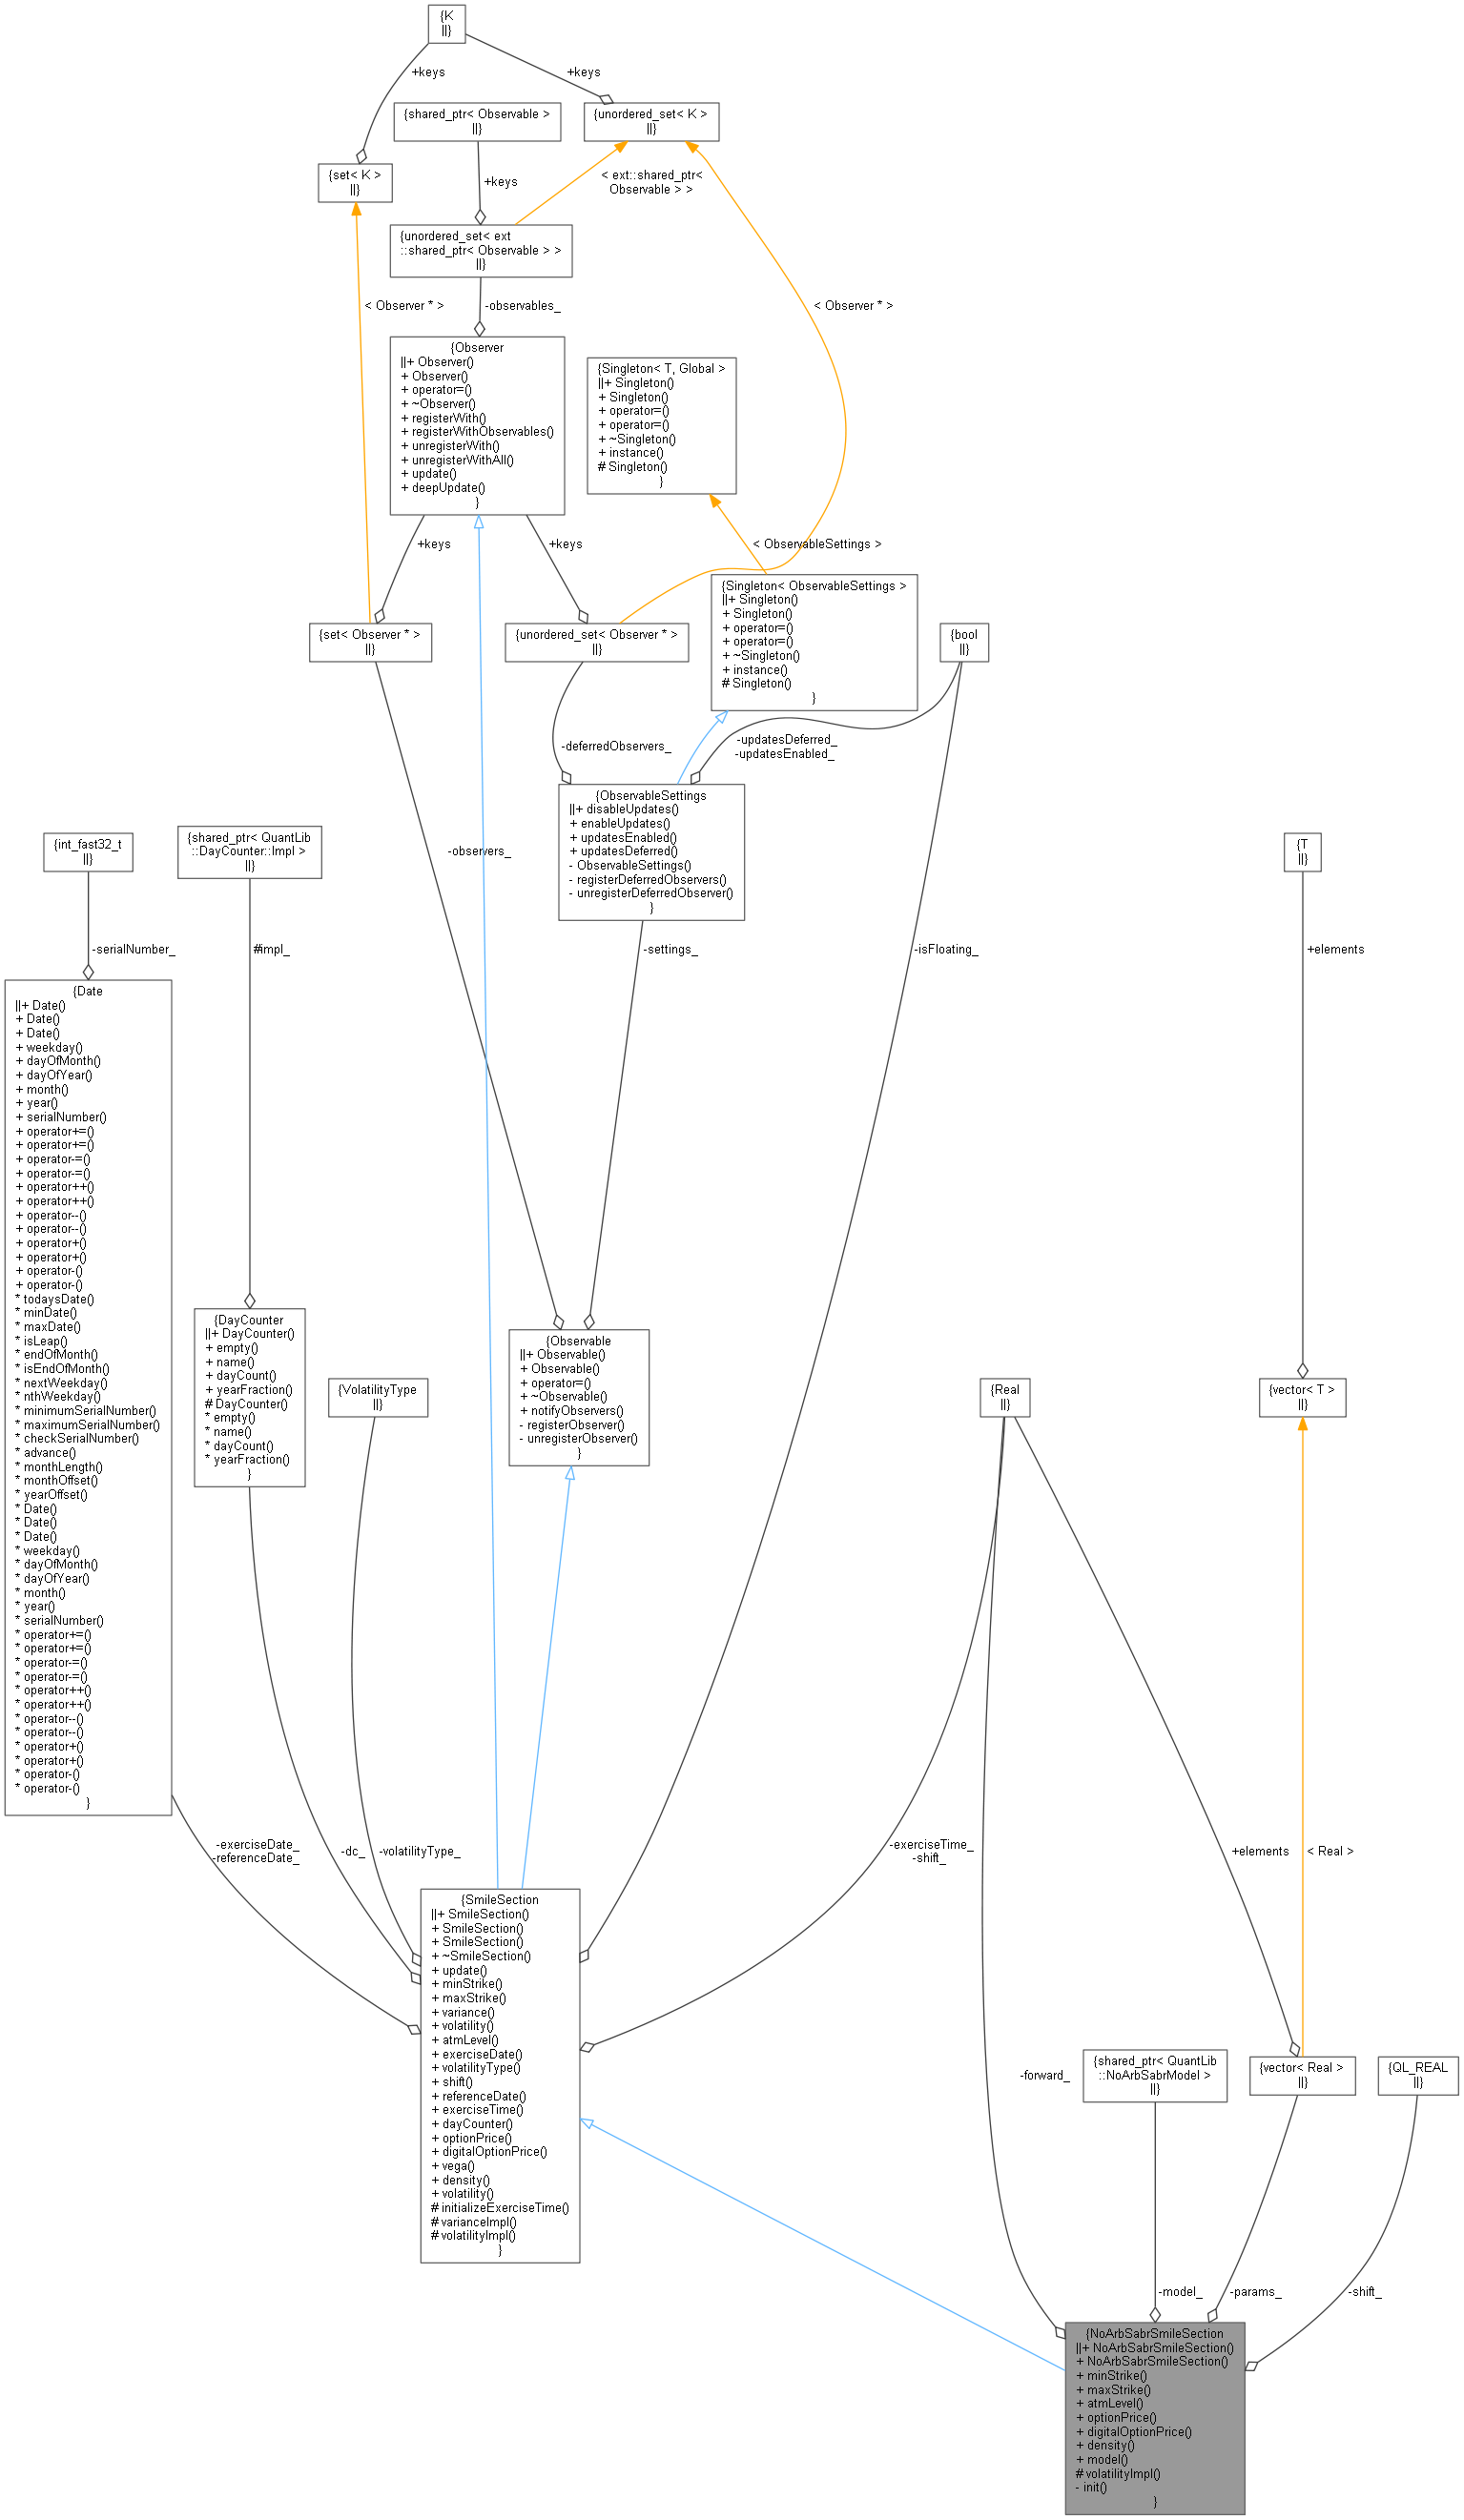 {K
||}
+keys
+keys
{shared_ptr< Observable >
||}
{unordered_set< K >
||}
{set< K >
||}
+keys
< ext::shared_ptr<
Observable > >
{unordered_set< ext
::shared_ptr< Observable > >
||}
< Observer * >
-observables_
< Observer * >
{Observer
||+ Observer()
+ Observer()
+ operator=()
+ ~Observer()
+ registerWith()
+ registerWithObservables()
+ unregisterWith()
+ unregisterWithAll()
+ update()
+ deepUpdate()
}
{Singleton< T, Global >
||+ Singleton()
+ Singleton()
+ operator=()
+ operator=()
+ ~Singleton()
+ instance()
# Singleton()
}
+keys
+keys
< ObservableSettings >
{set< Observer * >
||}
{unordered_set< Observer * >
||}
{Singleton< ObservableSettings >
||+ Singleton()
+ Singleton()
+ operator=()
+ operator=()
+ ~Singleton()
+ instance()
# Singleton()
}
{bool
||}
-deferredObservers_
-updatesDeferred_
-updatesEnabled_
{ObservableSettings
||+ disableUpdates()
+ enableUpdates()
+ updatesEnabled()
+ updatesDeferred()
- ObservableSettings()
- registerDeferredObservers()
- unregisterDeferredObserver()
}
{int_fast32_t
||}
{shared_ptr< QuantLib
::DayCounter::Impl >
||}
-observers_
{T
||}
-serialNumber_
#impl_
-settings_
-isFloating_
+elements
{Date
||+ Date()
+ Date()
+ Date()
+ weekday()
+ dayOfMonth()
+ dayOfYear()
+ month()
+ year()
+ serialNumber()
+ operator+=()
+ operator+=()
+ operator-=()
+ operator-=()
+ operator++()
+ operator++()
+ operator--()
+ operator--()
+ operator+()
+ operator+()
+ operator-()
+ operator-()
* todaysDate()
* minDate()
* maxDate()
* isLeap()
* endOfMonth()
* isEndOfMonth()
* nextWeekday()
* nthWeekday()
* minimumSerialNumber()
* maximumSerialNumber()
* checkSerialNumber()
* advance()
* monthLength()
* monthOffset()
* yearOffset()
* Date()
* Date()
* Date()
* weekday()
* dayOfMonth()
* dayOfYear()
* month()
* year()
* serialNumber()
* operator+=()
* operator+=()
* operator-=()
* operator-=()
* operator++()
* operator++()
* operator--()
* operator--()
* operator+()
* operator+()
* operator-()
* operator-()
}
{DayCounter
||+ DayCounter()
+ empty()
+ name()
+ dayCount()
+ yearFraction()
# DayCounter()
* empty()
* name()
* dayCount()
* yearFraction()
}
{VolatilityType
||}
{Observable
||+ Observable()
+ Observable()
+ operator=()
+ ~Observable()
+ notifyObservers()
- registerObserver()
- unregisterObserver()
}
{Real
||}
{vector< T >
||}
-exerciseDate_
-referenceDate_
-dc_
-volatilityType_
-exerciseTime_
-shift_
+elements
< Real >
{SmileSection
||+ SmileSection()
+ SmileSection()
+ SmileSection()
+ ~SmileSection()
+ update()
+ minStrike()
+ maxStrike()
+ variance()
+ volatility()
+ atmLevel()
+ exerciseDate()
+ volatilityType()
+ shift()
+ referenceDate()
+ exerciseTime()
+ dayCounter()
+ optionPrice()
+ digitalOptionPrice()
+ vega()
+ density()
+ volatility()
# initializeExerciseTime()
# varianceImpl()
# volatilityImpl()
}
-forward_
{shared_ptr< QuantLib
::NoArbSabrModel >
||}
{vector< Real >
||}
{QL_REAL
||}
-model_
-params_
-shift_
{NoArbSabrSmileSection
||+ NoArbSabrSmileSection()
+ NoArbSabrSmileSection()
+ minStrike()
+ maxStrike()
+ atmLevel()
+ optionPrice()
+ digitalOptionPrice()
+ density()
+ model()
# volatilityImpl()
- init()
}